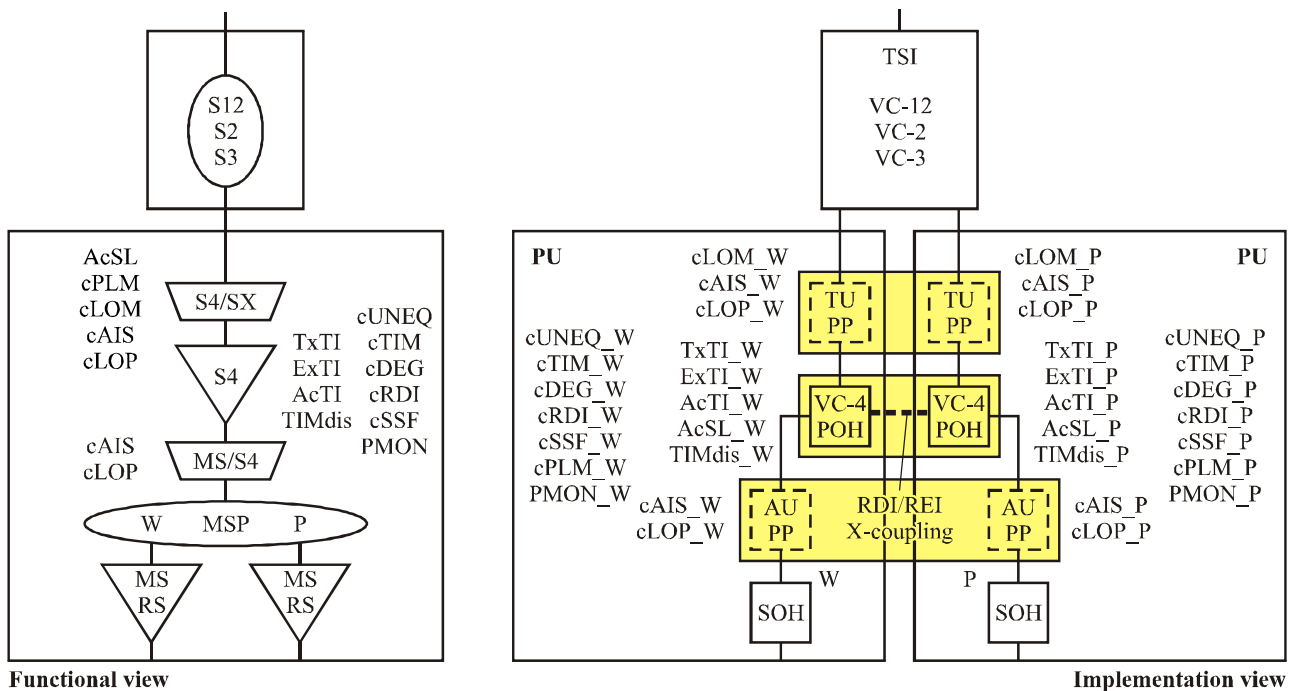 S12
S2
S3
AcSL
cPLM
cLOM
cAIS
cLOP
S4/SX
TxTI
ExTI
AcTI
TIMdis
cUNEQ
cTIM
cDEG
cRDI
cSSF
PMON
S4
cAIS
cLOP
MS/S4
W MSP P
MS
RS
MS
RS
Functional view
TSI
VC-12
VC-2
VC-3
PU
cLOM_W
cAIS_W
cLOP_W
TU
PP
TU
PP
cLOM_P
cAIS_P
cLOP_P
PU
cUNEQ_W
cTIM_W
cDEG_W
cRDI_W
cSSF_W
cPLM_W
PMON_W
TxTI_W
ExTI_W
AcTI_W
AcSL_W
TIMdis_W
VC-4
POH
VC-4
POH
TxTI_P
ExTI_P
AcTI_P
AcSL_P
TIMdis_P
cUNEQ_P
cTIM_P
cDEG_P
cRDI_P
cSSF_P
cPLM_P
PMON_P
cAIS_W
cLOP_W
AU
PP
RDI/REI
X-coupling
AU
PP
cAIS_P
cLOP_P
W
P
SOH
SOH
Implementation view